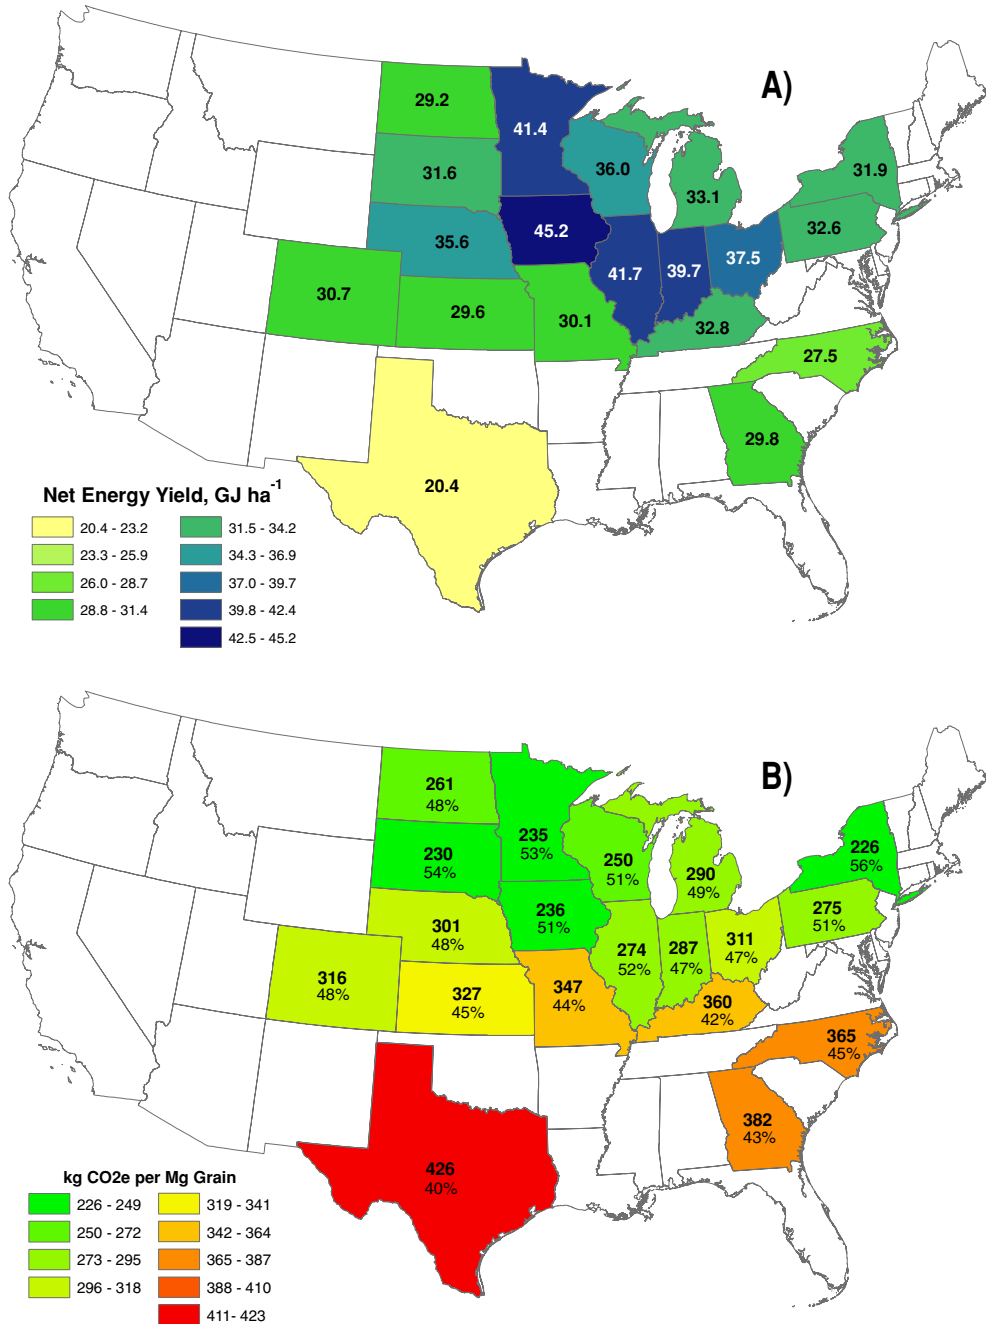 A)
29.2
41.4
36.0
31.6
33.1
31.9
35.6
45.2
32.6
41.7
39.7
37.5
30.7
29.6
30.1
32.8
27.5
29.8
20.4
Net Energy Yield, GJ ha-1
20.4 - 23.2
31.5 - 34.2
23.3 - 25.9
34.3 - 36.9
26.0 - 28.7
37.0 - 39.7
28.8 - 31.4
39.8 - 42.4
42.5 - 45.2
B)
261
48%
235
53%
230
54%
250
51%
290
49%
226
56%
301
48%
236
51%
275
51%
274
52%
287
47%
311
47%
316
48%
327
45%
347
44%
360
42%
365
45%
382
43%
426
40%
kg CO2e per Mg Grain
226 - 249
319 - 341
250 - 272
342 - 364
273 - 295
365 - 387
296 - 318
388 - 410
411- 423